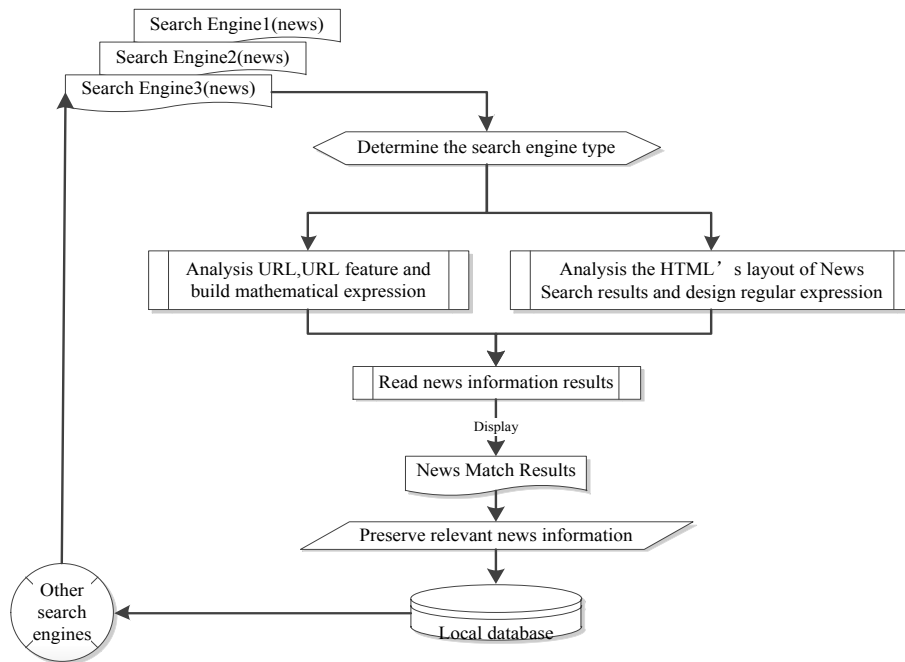 Search Engine1(news)
Search Engine2(news)
Search Engine3(news)
Determine the search engine type
Analysis URL,URL feature and
build mathematical expression
Analysis the HTML’s layout of News
Search results and design regular expression
Read news information results
Display
News Match Results
Preserve relevant news information
Other
search
engines
Local database